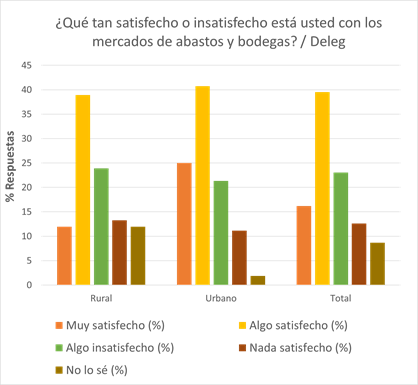 ¿Qué tan satisfecho o insatisfecho está usted con los
mercados de abastos y bodegas? / Deleg
% Respuestas
45
40
35
30
25
20
15
10
5
0
Rural
Urbano
Total
Muy satisfecho (%)
Algo satisfecho (%)
Algo insatisfecho (%)
Nada satisfecho (%)
No lo sé (%)